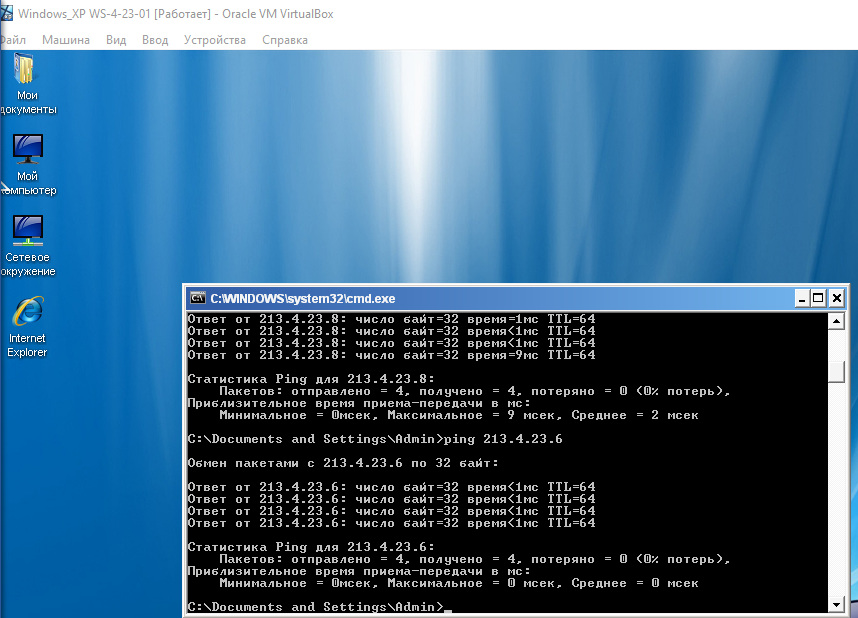 Windows_XP WS-4-23-01 [Работает] - Oracle VM VirtualBox
Файл Машина Вид Ввод Устройства Справка
Мои
документы
Мой
компьютер
Сетевое
окружение
Internet
Explorer
C:\WINDOWS\system32\cmd.exe
Ответ от 213.4.23.8: число байт=32 время=1мс TTL=64
Ответ от 213.4.23.8: число байт=32 время<1мс TTL=64
Ответ от 213.4.23.8: число байт=32 время<1мс TTL=64
Ответ от 213.4.23.8: число байт=32 время=9мс TTL=64
Статистика Ping для 213.4.23.8:
Пакетов: отправлено = 4, получено = 4, потеряно = 0 (0% потерь),
Приблизительное время приема-передачи в мс:
Минимальное = 0мсек, Максимальное = 9 мсек, Среднее = 2 мсек
C:\Documents and Settings\Admin>ping 213.4.23.6
Обмен пакетами с 213.4.23.6 по 32 байт:
Ответ от 213.4.23.6: число байт=32 время<1мс TTL=64
Ответ от 213.4.23.6: число байт=32 время<1мс TTL=64
Ответ от 213.4.23.6: число байт=32 время<1мс TTL=64
Ответ от 213.4.23.6: число байт=32 время<1мс TTL=64
Статистика Ping для 213.4.23.6:
Пакетов: отправлено = 4, получено = 4, потеряно = 0 (0% потерь),
Приблизительное время приема-передачи в мс:
Минимальное = 0мсек, Максимальное = 0 мсек, Среднее = 0 мсек
C:\Documents and Settings\Admin>_